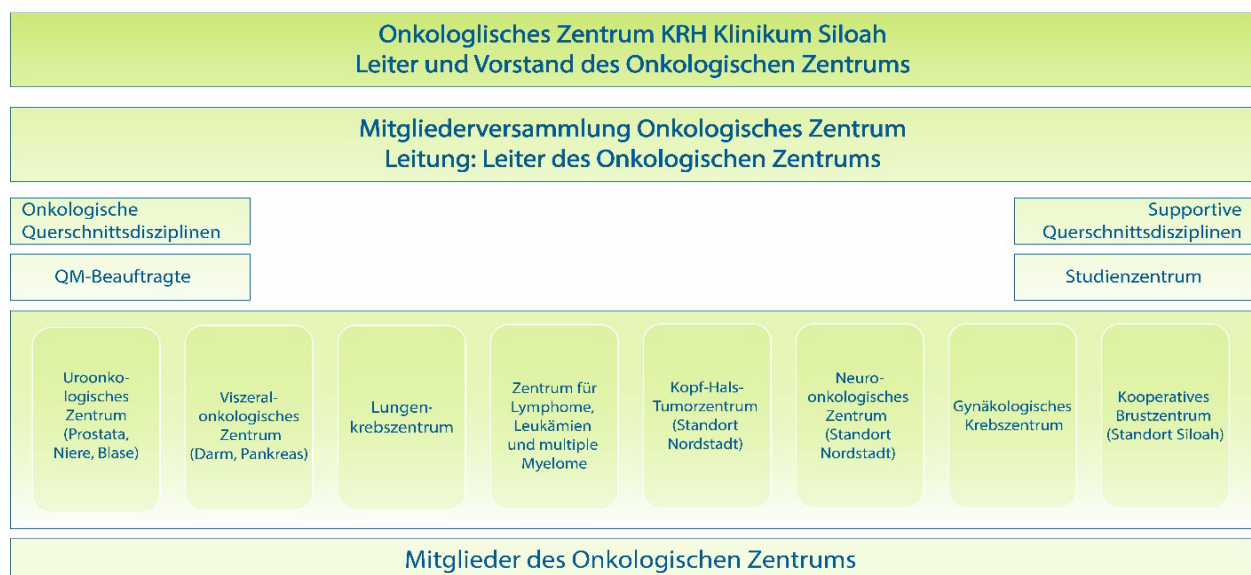 Onkologlisches Zentrum KRH Klinikum Siloah
Leiter und Vorstand des Onkologischen Zentrums
Mitgliederversammlung Onkologisches Zentrum
Leitung: Leiter des Onkologischen Zentrums
Onkologische
Querschnittsdisziplinen
Supportive
Querschnittsdisziplinen
QM-Beauftragte
Studienzentrum
Uroonko-
logisches
Zentrum
(Prostata,
Niere, Blase)
Viszeral-
onkologisches
Zentrum
(Darm, Pankreas)
Lungen-
krebszentrum
Zentrum für
Lymphome,
Leukämien
und multiple
Myelome
Kopf-Hals-
Tumorzentrum
(Standort
Nordstadt)
Neuro-
onkologisches
Zentrum
(Standort
Nordstadt)
Gynäkologisches
Krebszentrum
Kooperatives
Brustzentrum
(Standort Siloah)
Mitglieder des Onkologischen Zentrums